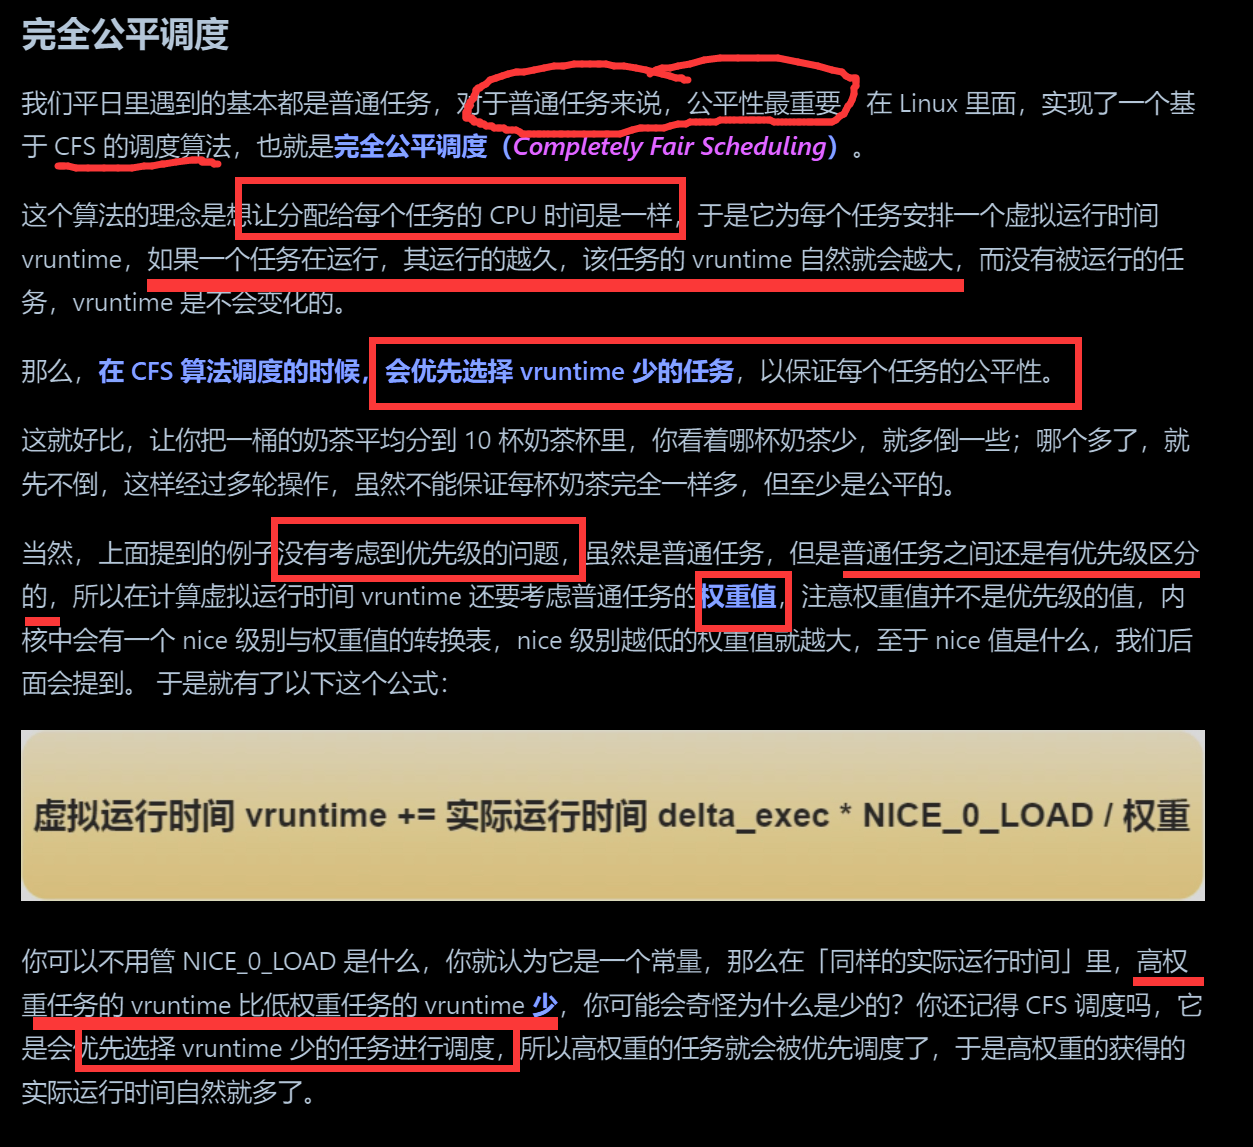 完全公平调度
我们平日里遇到的基本都是普通任务，对于普通任务来说，公平性最重要，在 Linux 里面，实现了一个基
于 CFS 的调度算法，也就是完全公平调度（Completely Fair Scheduling）。
这个算法的理念是想让分配给每个任务的 CPU 时间是一样，于是它为每个任务安排一个虚拟运行时间
vruntime，如果一个任务在运行，其运行的越久，该任务的 vruntime 自然就会越大，而没有被运行的任
务，vruntime 是不会变化的。
那么，在 CFS 算法调度的时候，会优先选择 vruntime 少的任务，以保证每个任务的公平性。
这就好比，让你把一桶的奶茶平均分到 10 杯奶茶杯里，你看着哪杯奶茶少，就多倒一些；哪个多了，就
先不倒，这样经过多轮操作，虽然不能保证每杯奶茶完全一样多，但至少是公平的。
当然，上面提到的例子没有考虑到优先级的问题，虽然是普通任务，但是普通任务之间还是有优先级区分
的，所以在计算虚拟运行时间 vruntime 还要考虑普通任务的权重值，注意权重值并不是优先级的值，内
核中会有一个 nice 级别与权重值的转换表，nice 级别越低的权重值就越大，至于 nice 值是什么，我们后
面会提到。 于是就有了以下这个公式：
虚拟运行时间 vruntime += 实际运行时间 delta_exec * NICE_0_LOAD / 权重
你可以不用管 NICE_0_LOAD 是什么，你就认为它是一个常量，那么在「同样的实际运行时间」里，高权
重任务的 vruntime 比低权重任务的 vruntime 少，你可能会奇怪为什么是少的？你还记得 CFS 调度吗，它
是会优先选择 vruntime 少的任务进行调度，所以高权重的任务就会被优先调度了，于是高权重的获得的
实际运行时间自然就多了。